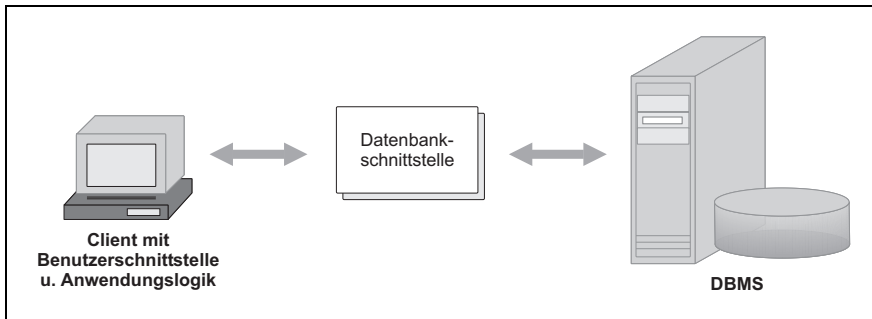 Datenbank-
schnittstelle
Client mit
Benutzerschnittstelle
u. Anwendungslogik
DBMS